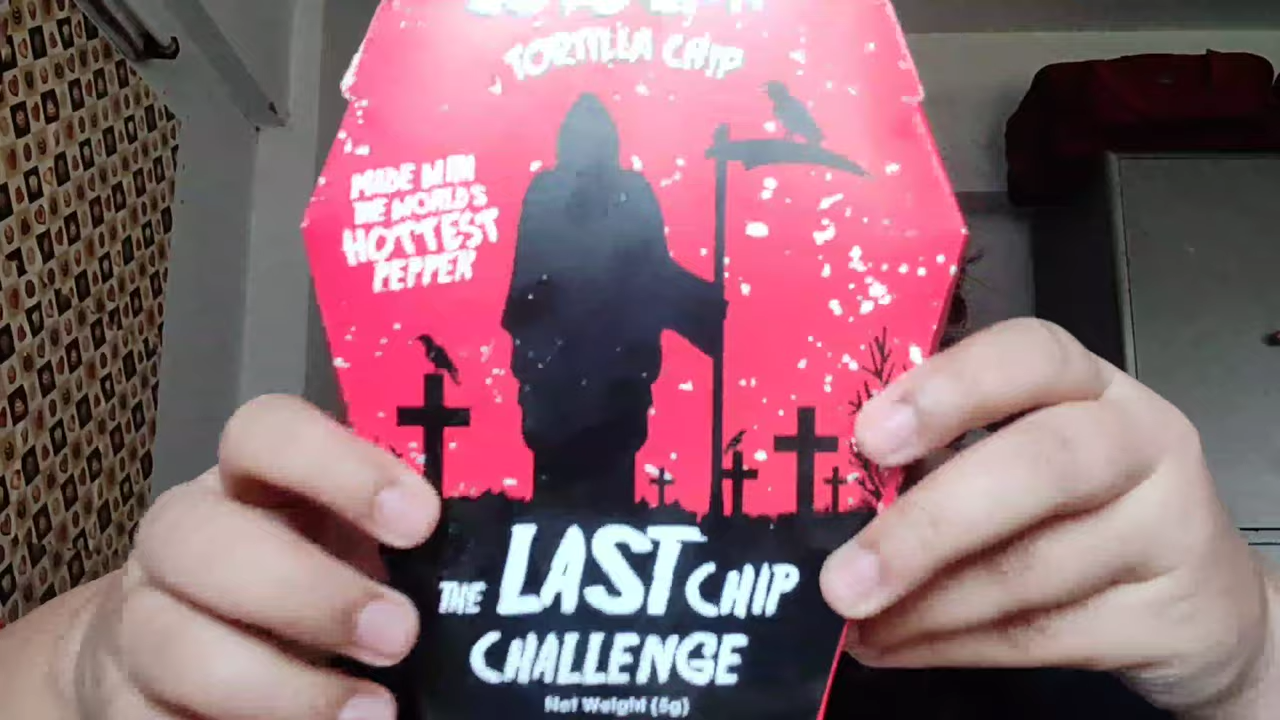 TORTILLA CHIP
MADE WITH
THE WORLD'S
HOTTEST
PEPPER
THE LAST CHIP
CHALLENGE
Net Weight (5g)